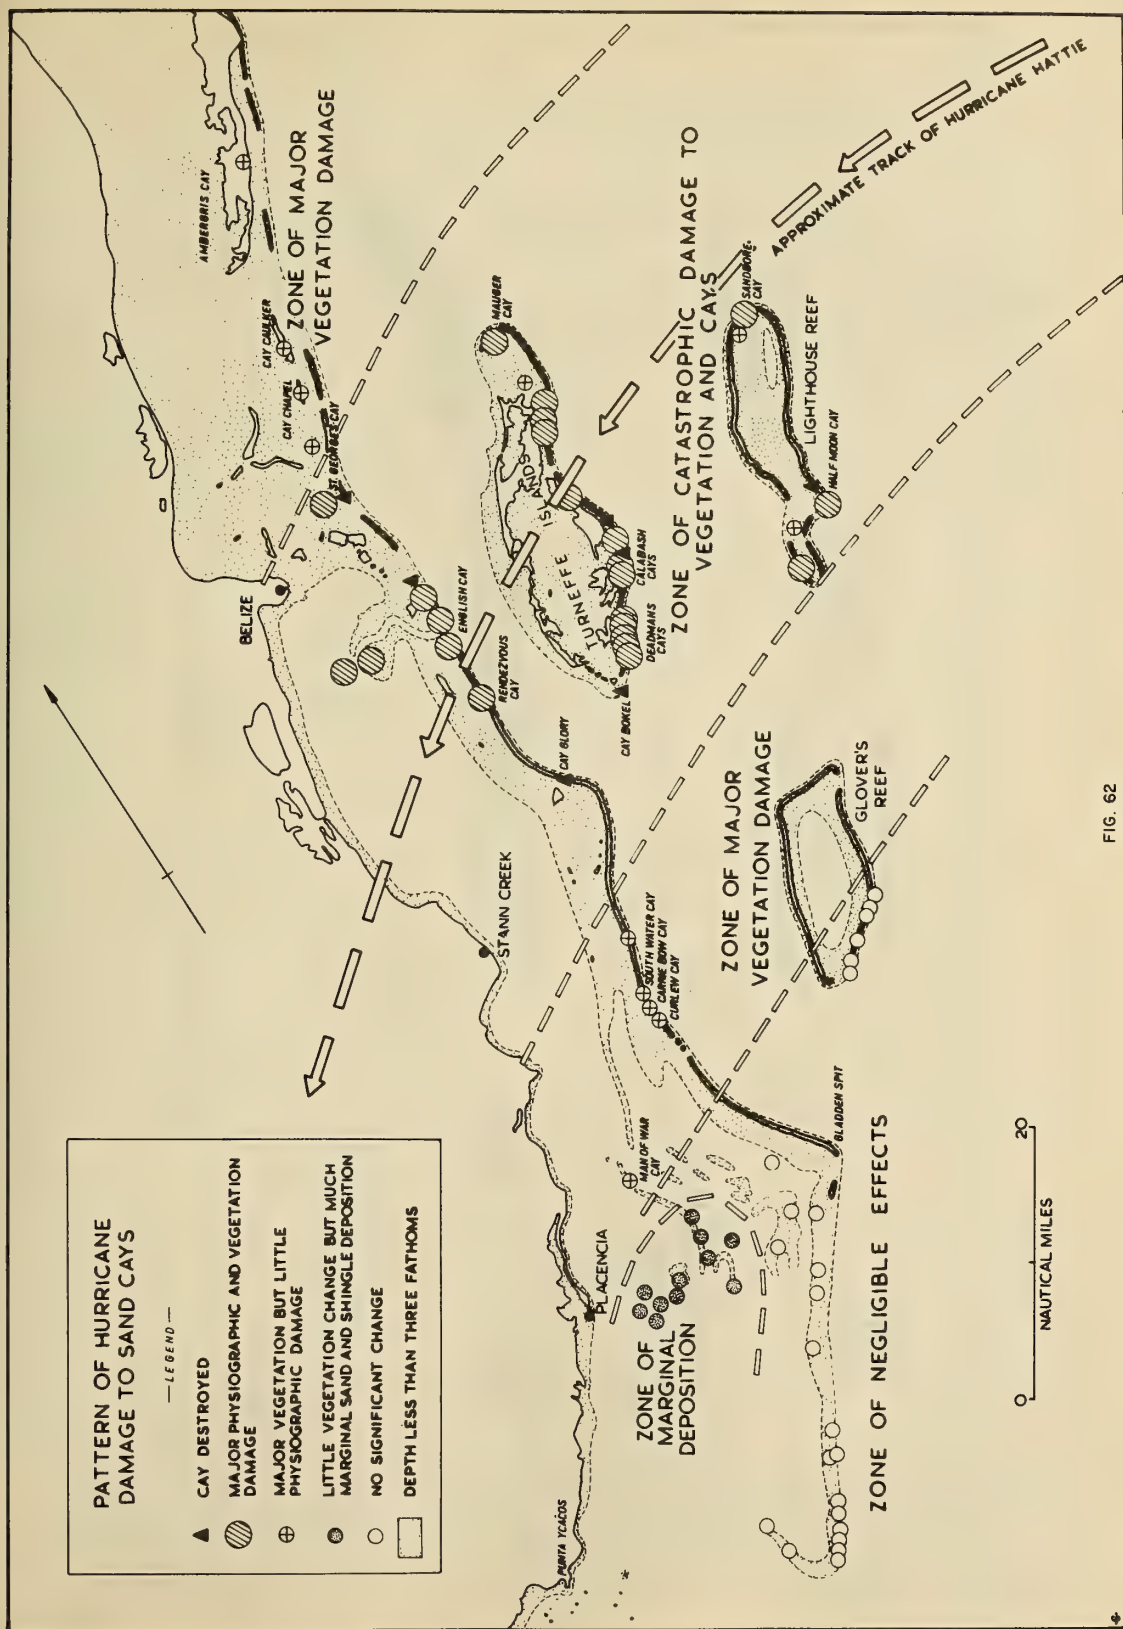 PATTERN OF HURRICANE
DAMAGE TO SAND CAYS
—LEGEND—
CAY DESTROYED
MAJOR PHYSIOGRAPHIC AND VEGETATION
DAMAGE
MAJOR VEGETATION BUT LITTLE
PHYSIOGRAPHIC DAMAGE
LITTLE VEGETATION CHANGE BUT MUCH
MARGINAL SAND AND SHINGLE DEPOSITION
NO SIGNIFICANT CHANGE
DEPTH LESS THAN THREE FATHOMS
AMBERGRIS CAY
ZONE OF MAJOR
VEGETATION DAMAGE
CAY CAULKER
CAY CHAPEL
ST. GEORGE'S CAY
BELIZE
ENGLISH CAY
RENDEZVOUS
CAY
MAUGER
CAY
TURNEFFE ISLANDS
CALABASH
CAYS
DEADMANS
CAYS
CAY BOKEL
ZONE OF CATASTROPHIC DAMAGE TO
VEGETATION AND CAYS
SANDBORE
CAY
LIGHTHOUSE REEF
HALF MOON CAY
APPROXIMATE TRACK OF HURRICANE HATTIE
STANN CREEK
CAY GLORY
SOUTH WATER CAY
CARRIE BOW CAY
CURLEW CAY
ZONE OF MAJOR
VEGETATION DAMAGE
GLOVER'S
REEF
MAN OF WAR
CAY
PLACENCIA
GLADDEN SPIT
ZONE OF
MARGINAL
DEPOSITION
ZONE OF NEGLIGIBLE EFFECTS
PUNTA YCACOS
0
20
NAUTICAL MILES
FIG. 62